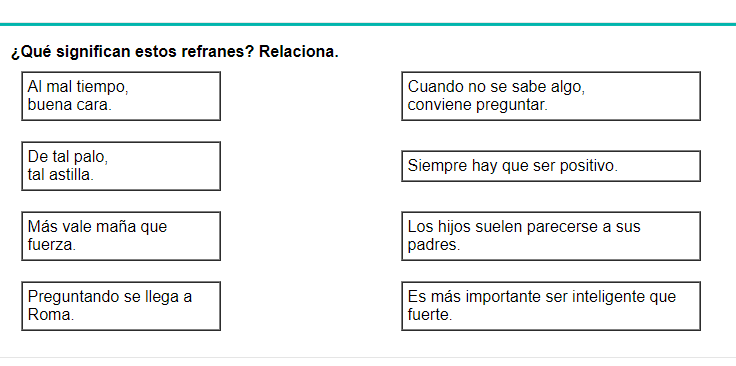 ¿Qué significan estos refranes? Relaciona.
Al mal tiempo,
buena cara.
Cuando no se sabe algo,
conviene preguntar.
De tal palo,
tal astilla.
Siempre hay que ser positivo.
Más vale maña que
fuerza.
Los hijos suelen parecerse a sus
padres.
Preguntando se llega a
Roma.
Es más importante ser inteligente que
fuerte.